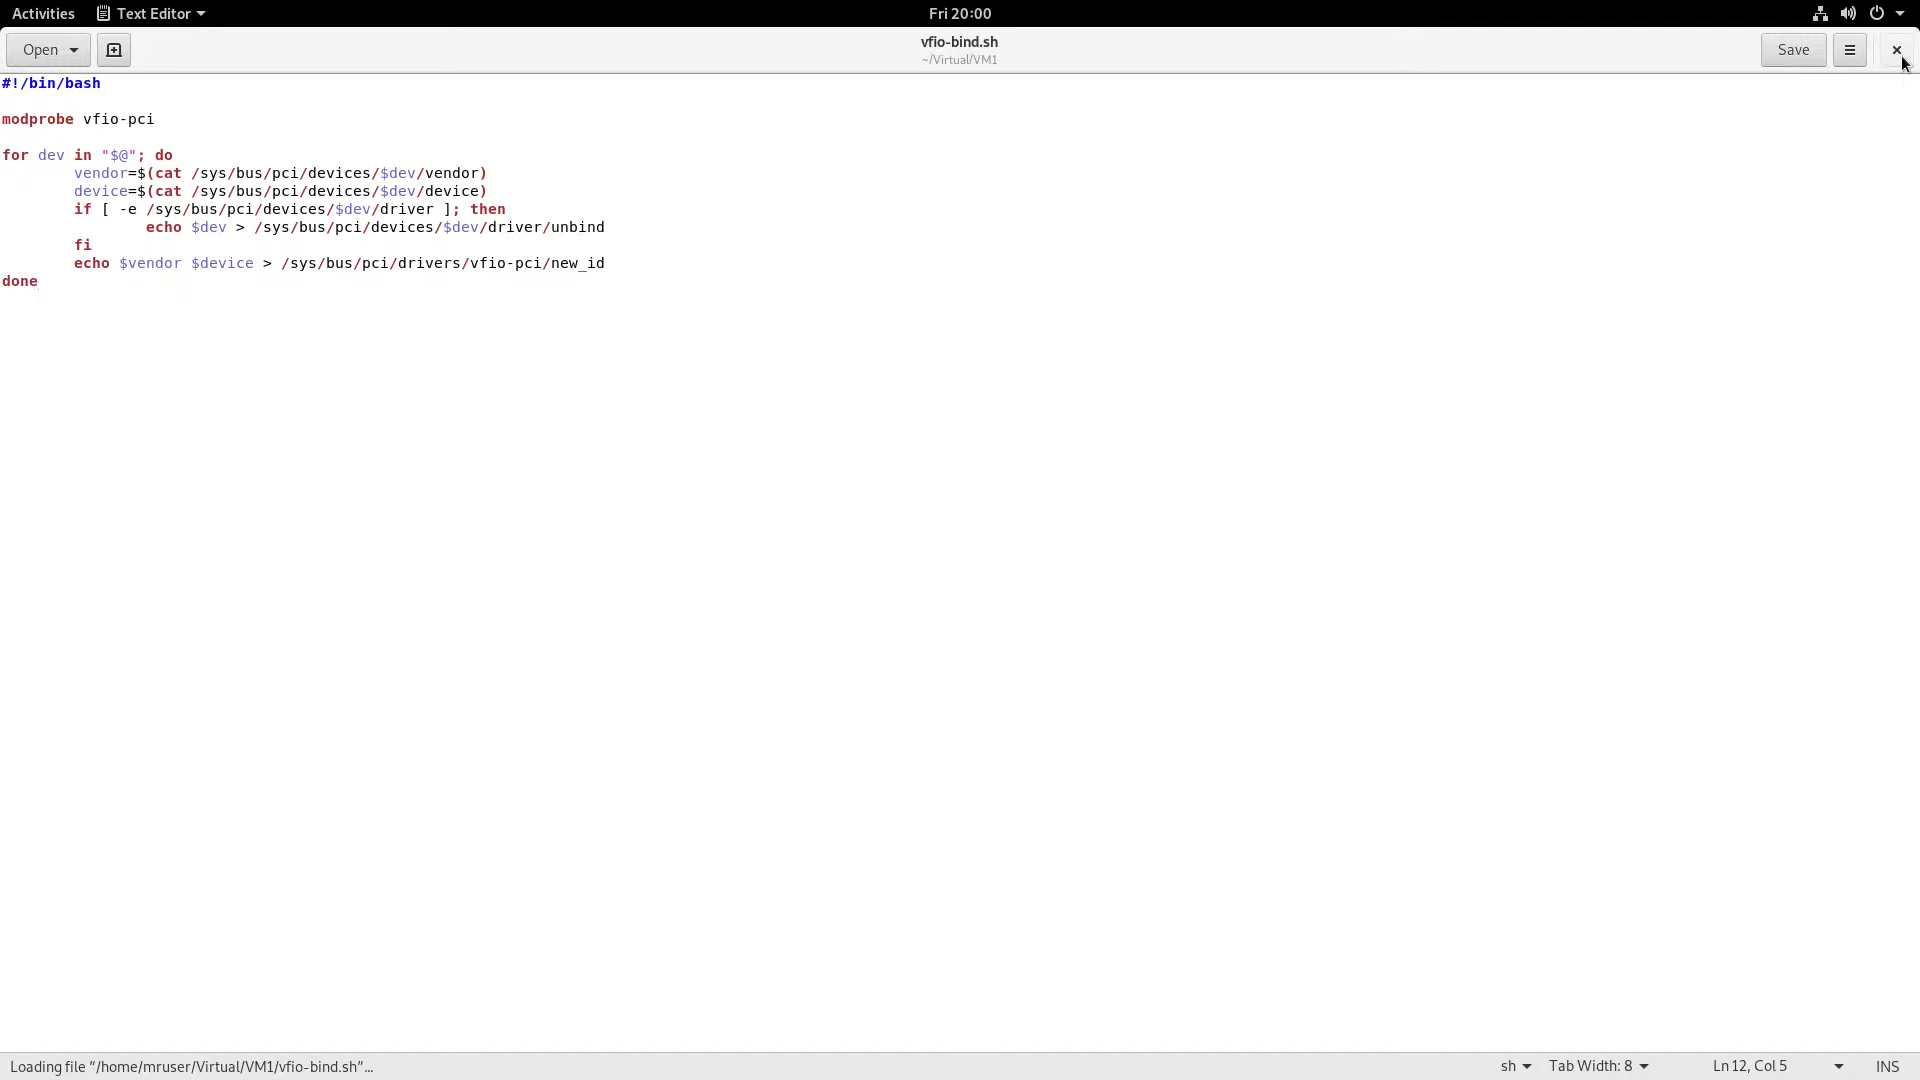 Activities Text Editor Fri 20:00
Open vfio-bind.sh Save
~/Virtual/VM1
#!/bin/bash
modprobe vfio-pci
for dev in "$@"; do
        vendor=$(cat /sys/bus/pci/devices/$dev/vendor)
        device=$(cat /sys/bus/pci/devices/$dev/device)
        if [ -e /sys/bus/pci/devices/$dev/driver ]; then
                echo $dev > /sys/bus/pci/devices/$dev/driver/unbind
        fi
        echo $vendor $device > /sys/bus/pci/drivers/vfio-pci/new_id
done
Loading file “/home/mruser/Virtual/VM1/vfio-bind.sh”… sh Tab Width: 8 Ln 12, Col 5 INS